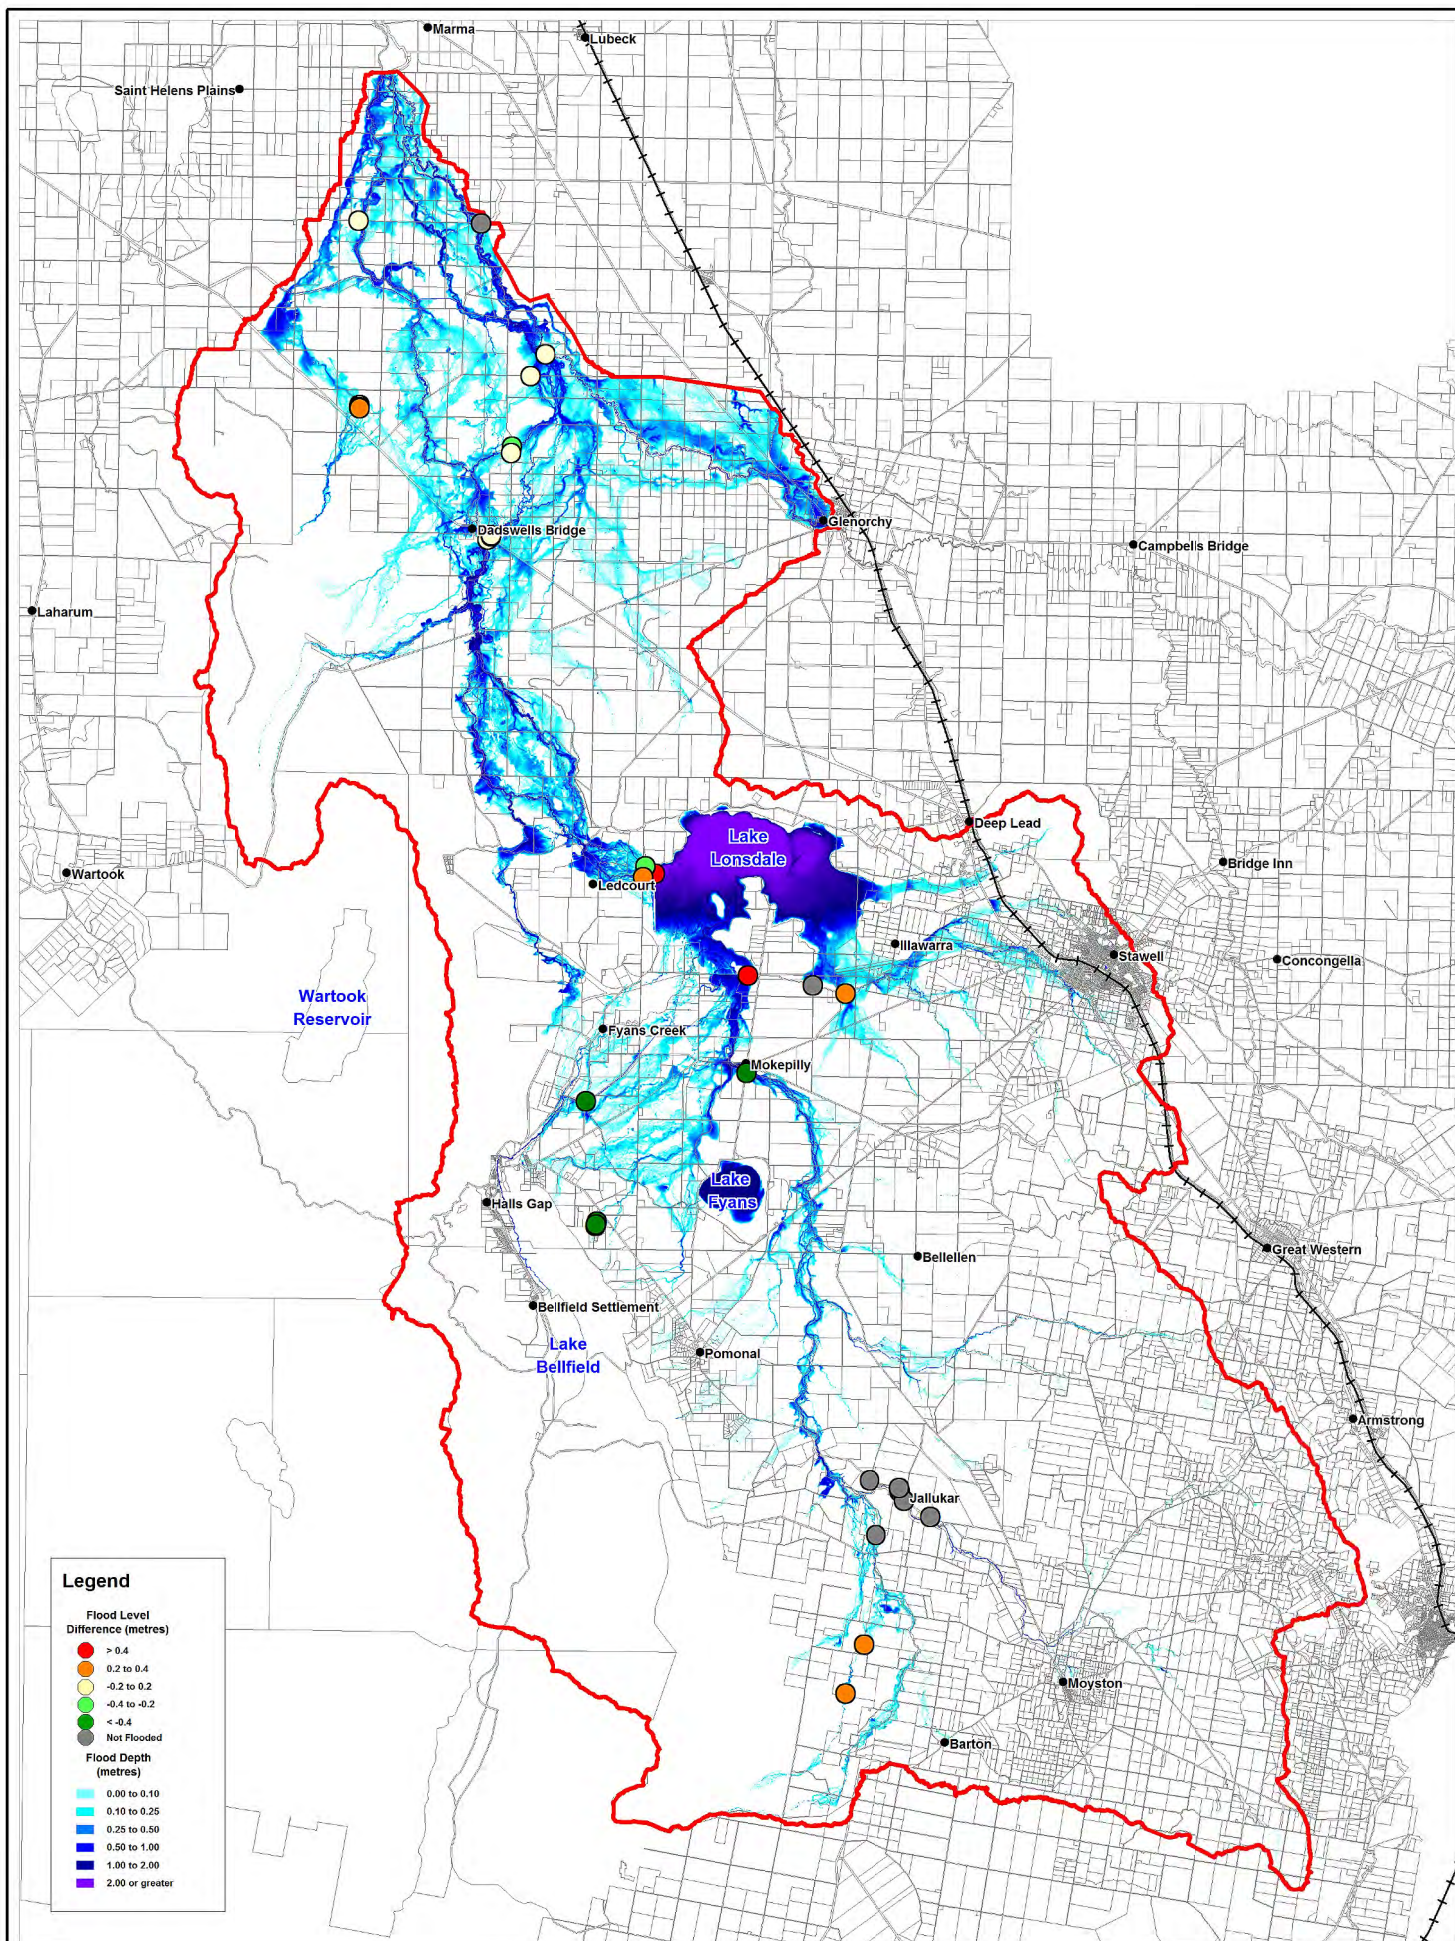 Marma
Lubeck
Saint Helens Plains
Glenorchy
Dadswells Bridge
Campbells Bridge
Laharum
Deep Lead
Lake
Lonsdale
Bridge Inn
Wartook
Ledcourt
Illawarra
Stawell
Concongella
Wartook
Reservoir
Fyans Creek
Mokepilly
Lake
Fyans
Halls Gap
Great Western
Bellellen
Bellfield Settlement
Lake
Bellfield
Pomonal
Armstrong
Jallukar
Moyston
Barton
Legend
Flood Level
Difference (metres)
> 0.4
0.2 to 0.4
-0.2 to 0.2
-0.4 to -0.2
< -0.4
Not Flooded
Flood Depth
(metres)
0.00 to 0.10
0.10 to 0.25
0.25 to 0.50
0.50 to 1.00
1.00 to 2.00
2.00 or greater